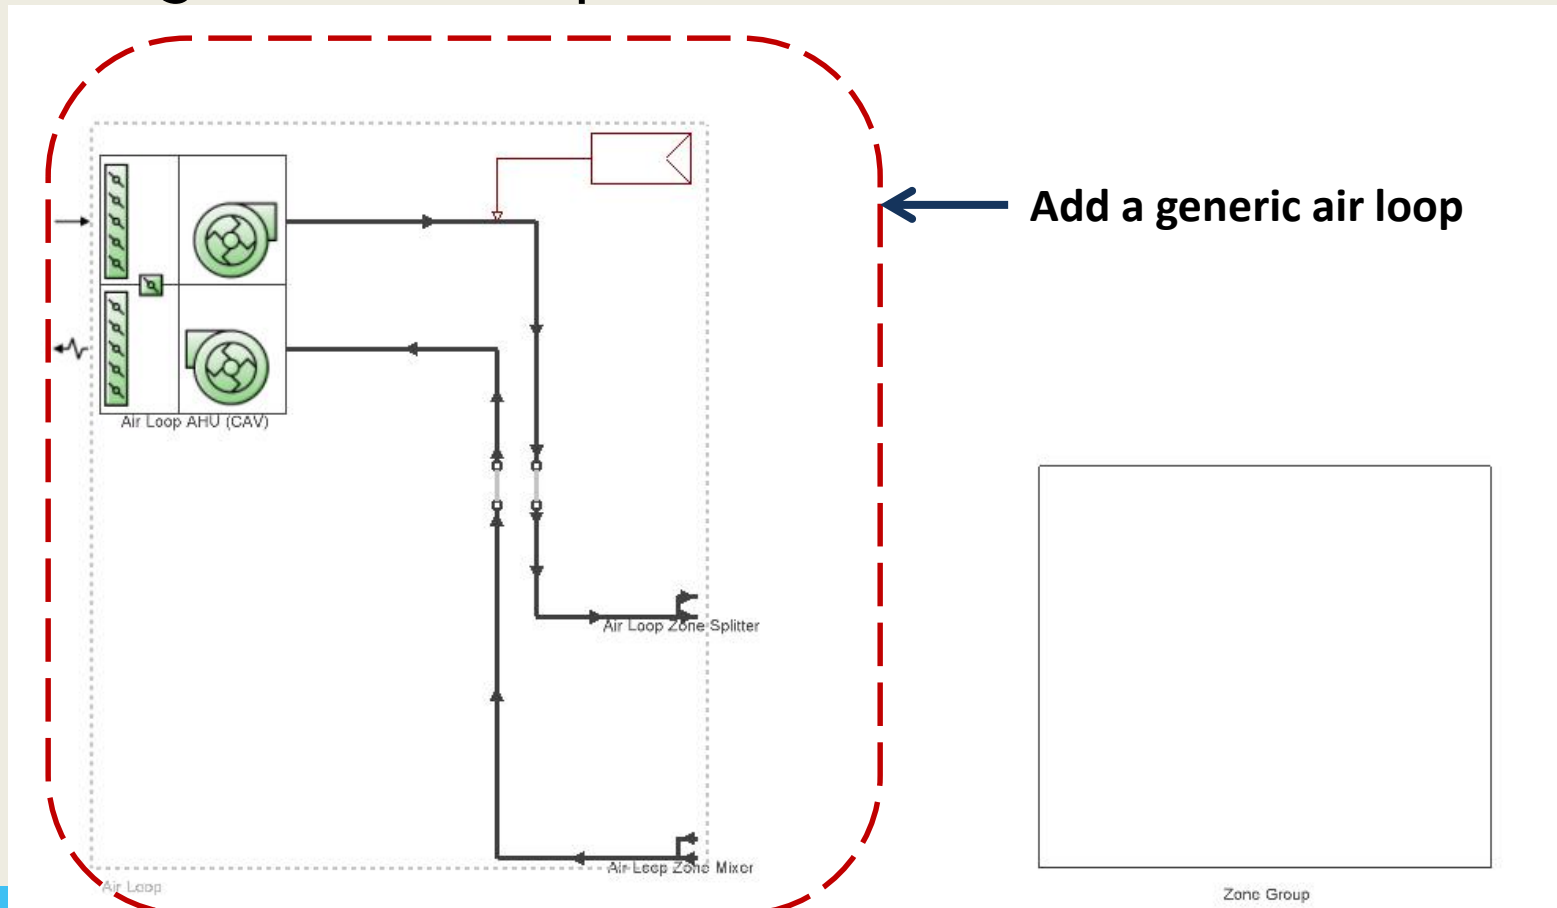 Add a generic air loop
Air Loop AHU (CAV)
Air Loop Zone Splitter
Air Loop Zone Mixer
Air Loop
Zone Group